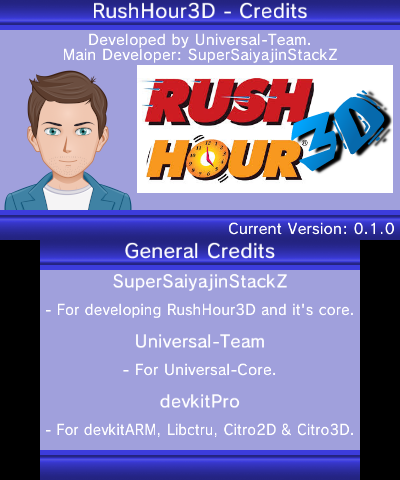 RushHour3D - Credits
Developed by Universal-Team.
Main Developer: SuperSaiyajinStackZ
RUSH
HOUR® 3D
Current Version: 0.1.0
General Credits
SuperSaiyajinStackZ
- For developing RushHour3D and it's core.
Universal-Team
- For Universal-Core.
devkitPro
- For devkitARM, Libctru, Citro2D & Citro3D.